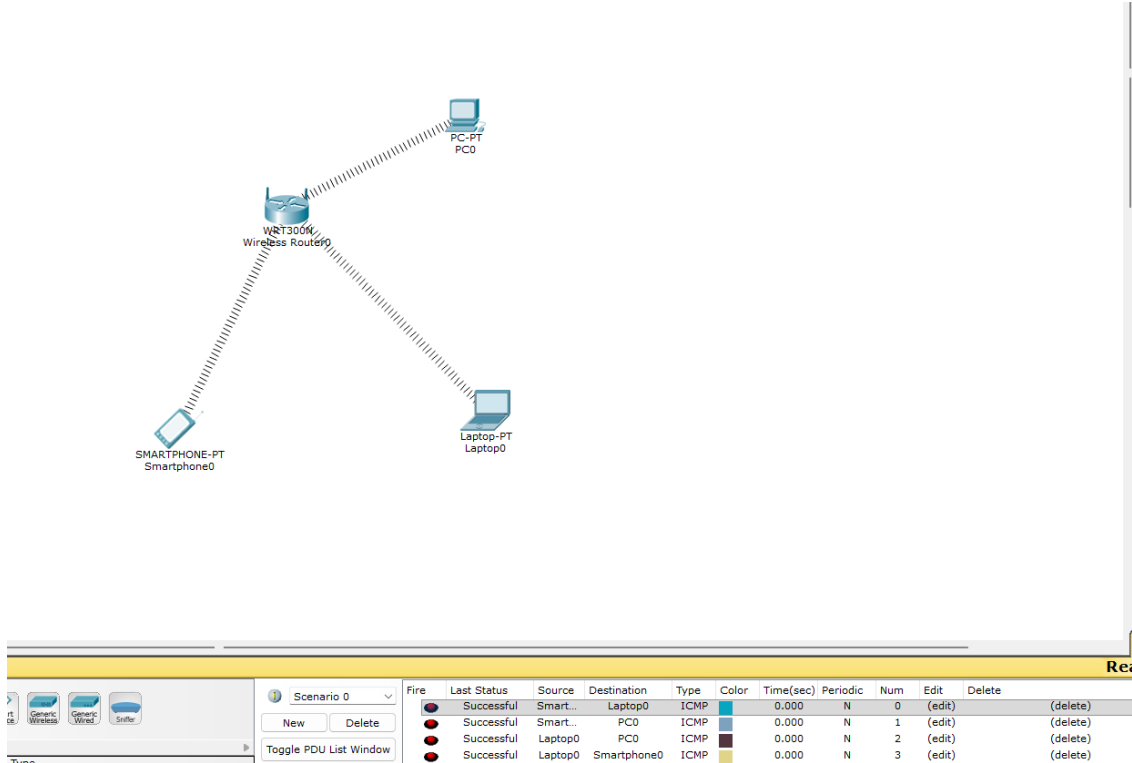 PC-PT
PC0
WRT300N
Wireless Router0
SMARTPHONE-PT
Smartphone0
Laptop-PT
Laptop0
Scenario 0
New Delete
Toggle PDU List Window
Generic Wireless
Generic Wired
Sniffer
Fire Last Status Source Destination Type Color Time(sec) Periodic Num Edit Delete
Successful Smart... Laptop0 ICMP 0.000 N 0 (edit) (delete)
Successful Smart... PC0 ICMP 0.000 N 1 (edit) (delete)
Successful Laptop0 PC0 ICMP 0.000 N 2 (edit) (delete)
Successful Laptop0 Smartphone0 ICMP 0.000 N 3 (edit) (delete)